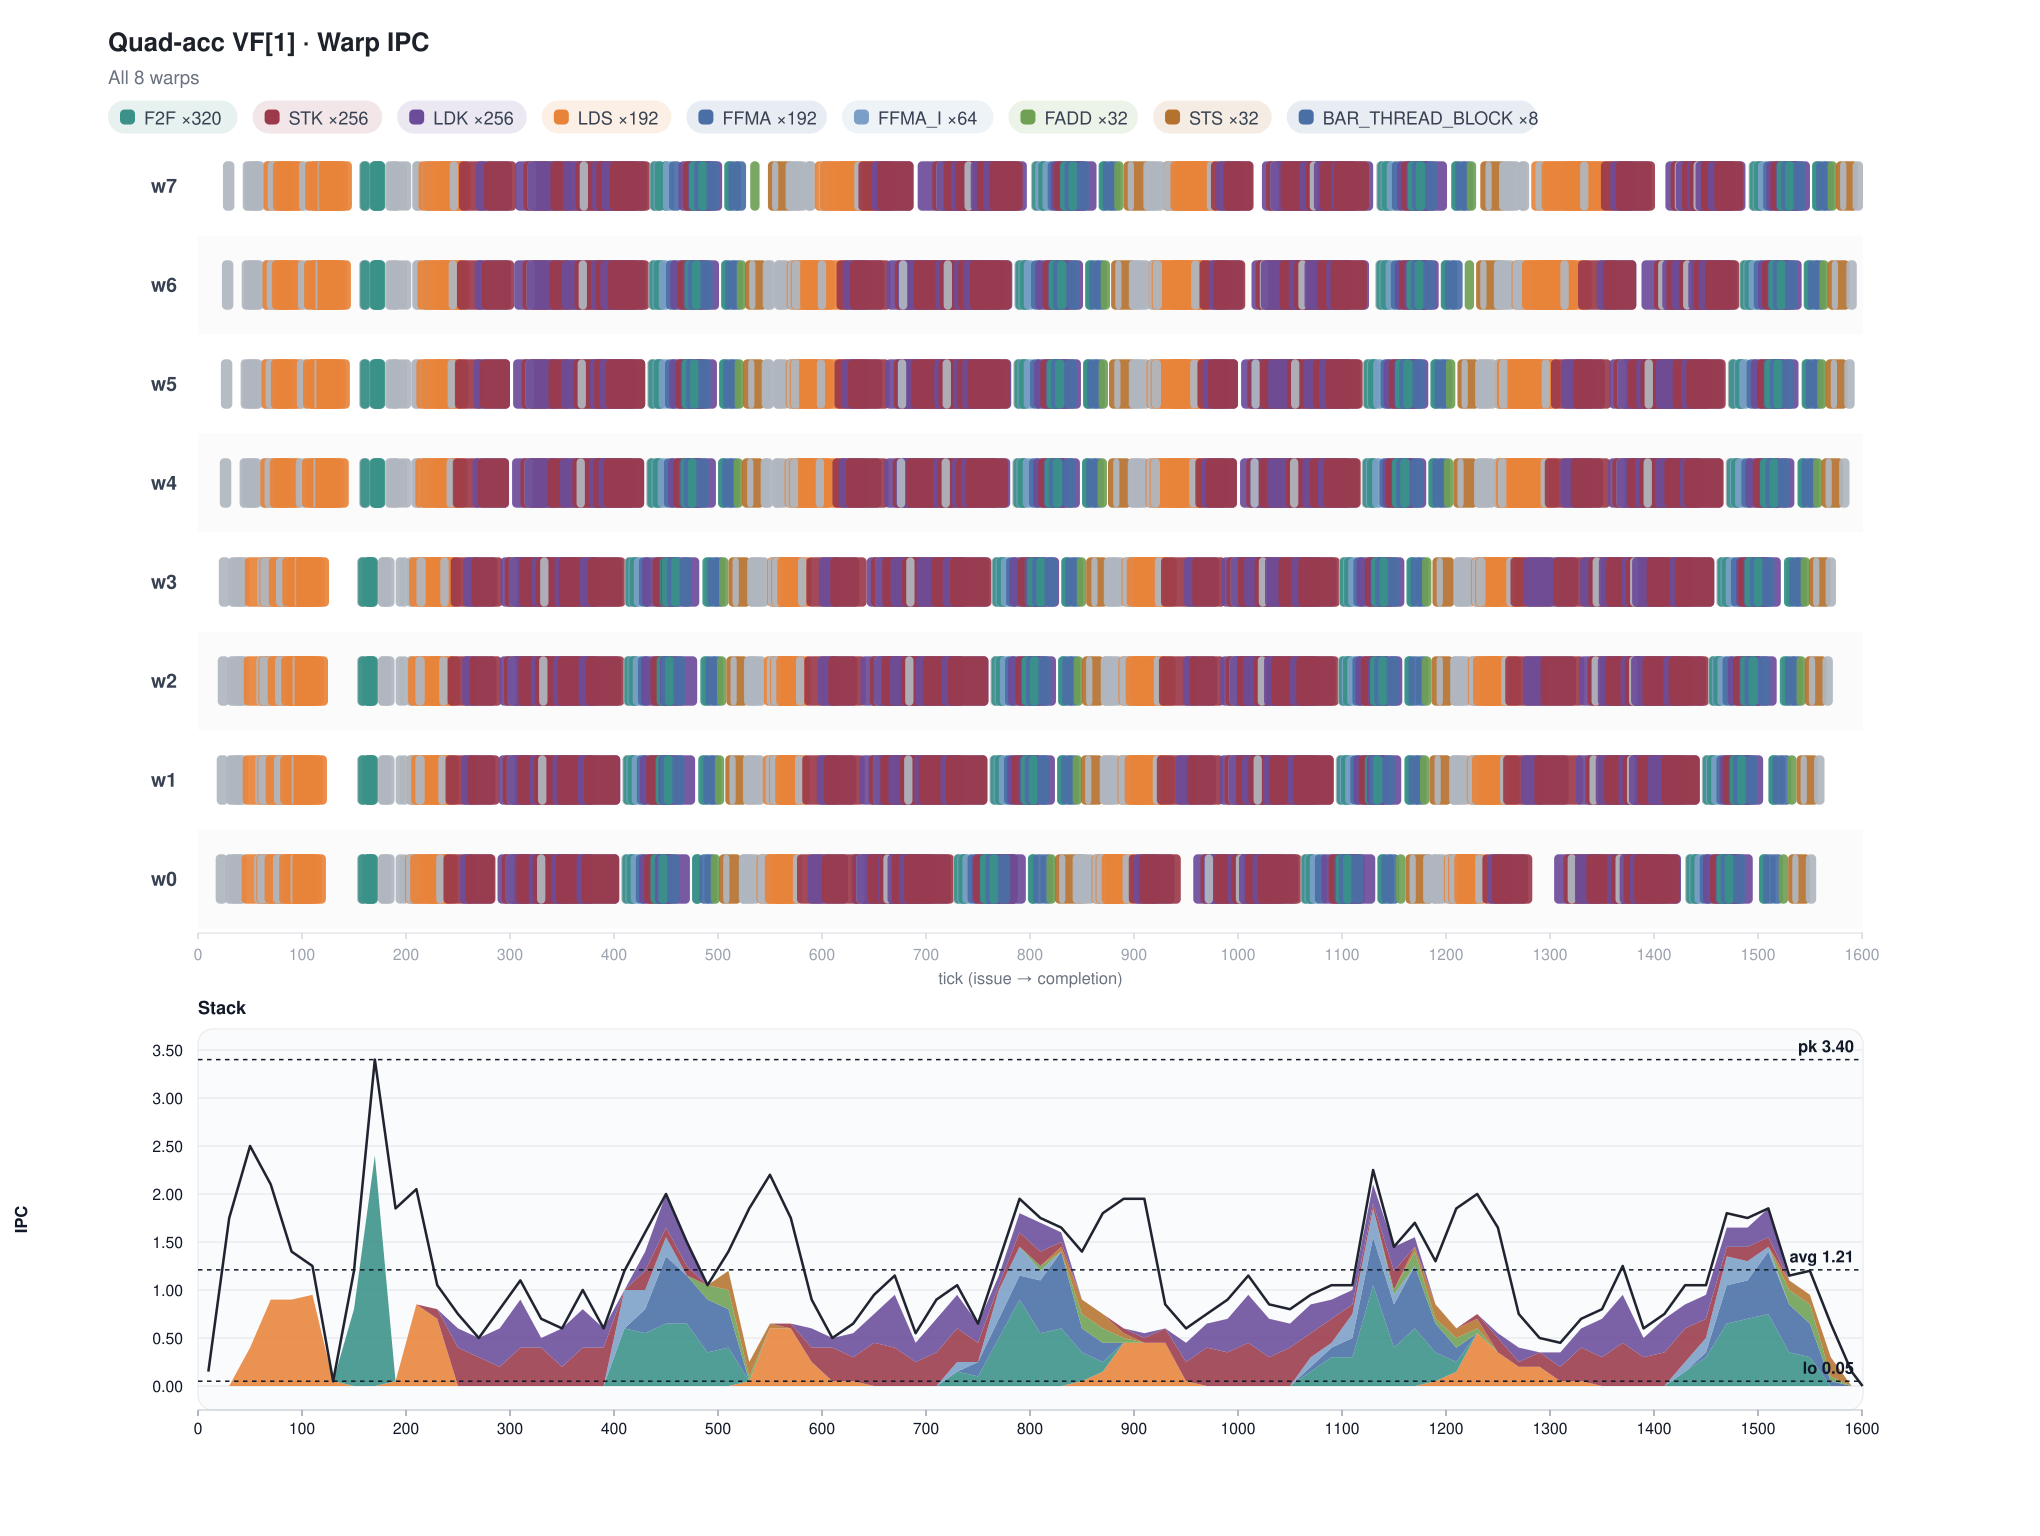 Quad-acc VF[1] · Warp IPC
All 8 warps
F2F ×320 STK ×256 LDK ×256 LDS ×192 FFMA ×192 FFMA_I ×64 FADD ×32 STS ×32 BAR_THREAD_BLOCK ×8
w7
w6
w5
w4
w3
w2
w1
w0
0 100 200 300 400 500 600 700 800 900 1000 1100 1200 1300 1400 1500 1600
tick (issue → completion)
Stack
3.50
pk 3.40
3.00
2.50
2.00
1.50
avg 1.21
1.00
0.50
lo 0.05
0.00
IPC
0 100 200 300 400 500 600 700 800 900 1000 1100 1200 1300 1400 1500 1600